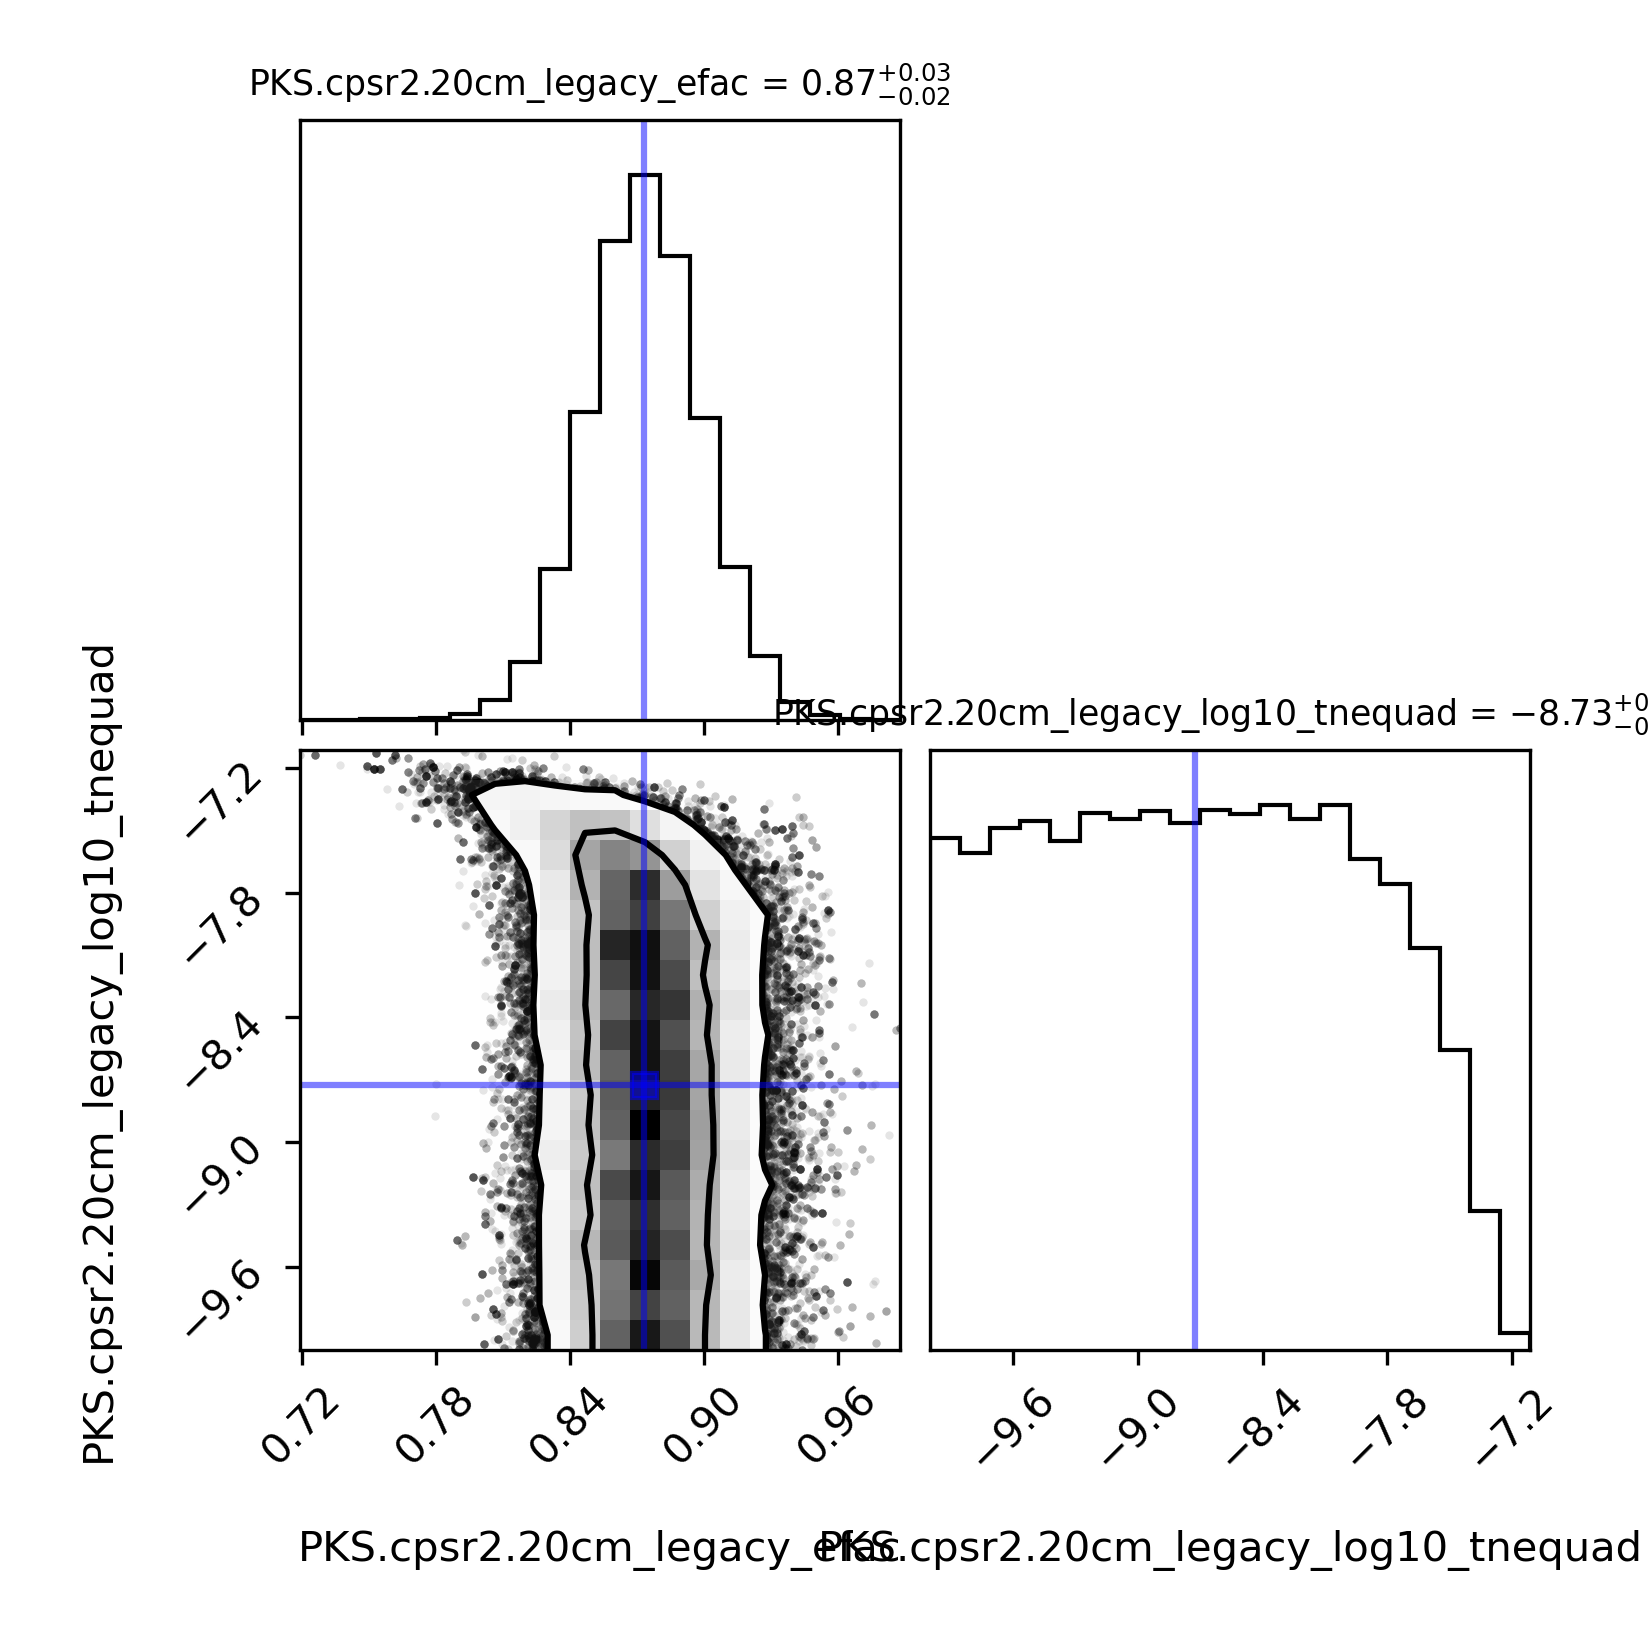 PKS.cpsr2.20cm_legacy_efac = 0.87+0.03 −0.02
PKS.cpsr2.20cm_legacy_log10_tnequad = −8.73+0 −0
PKS.cpsr2.20cm_legacy_log10_tnequad
−7.2
−7.8
−8.4
−9.0
−9.6
0.72 0.78 0.84 0.90 0.96
−9.6 −9.0 −8.4 −7.8 −7.2
PKS.cpsr2.20cm_legacy_efac
PKS.cpsr2.20cm_legacy_log10_tnequad